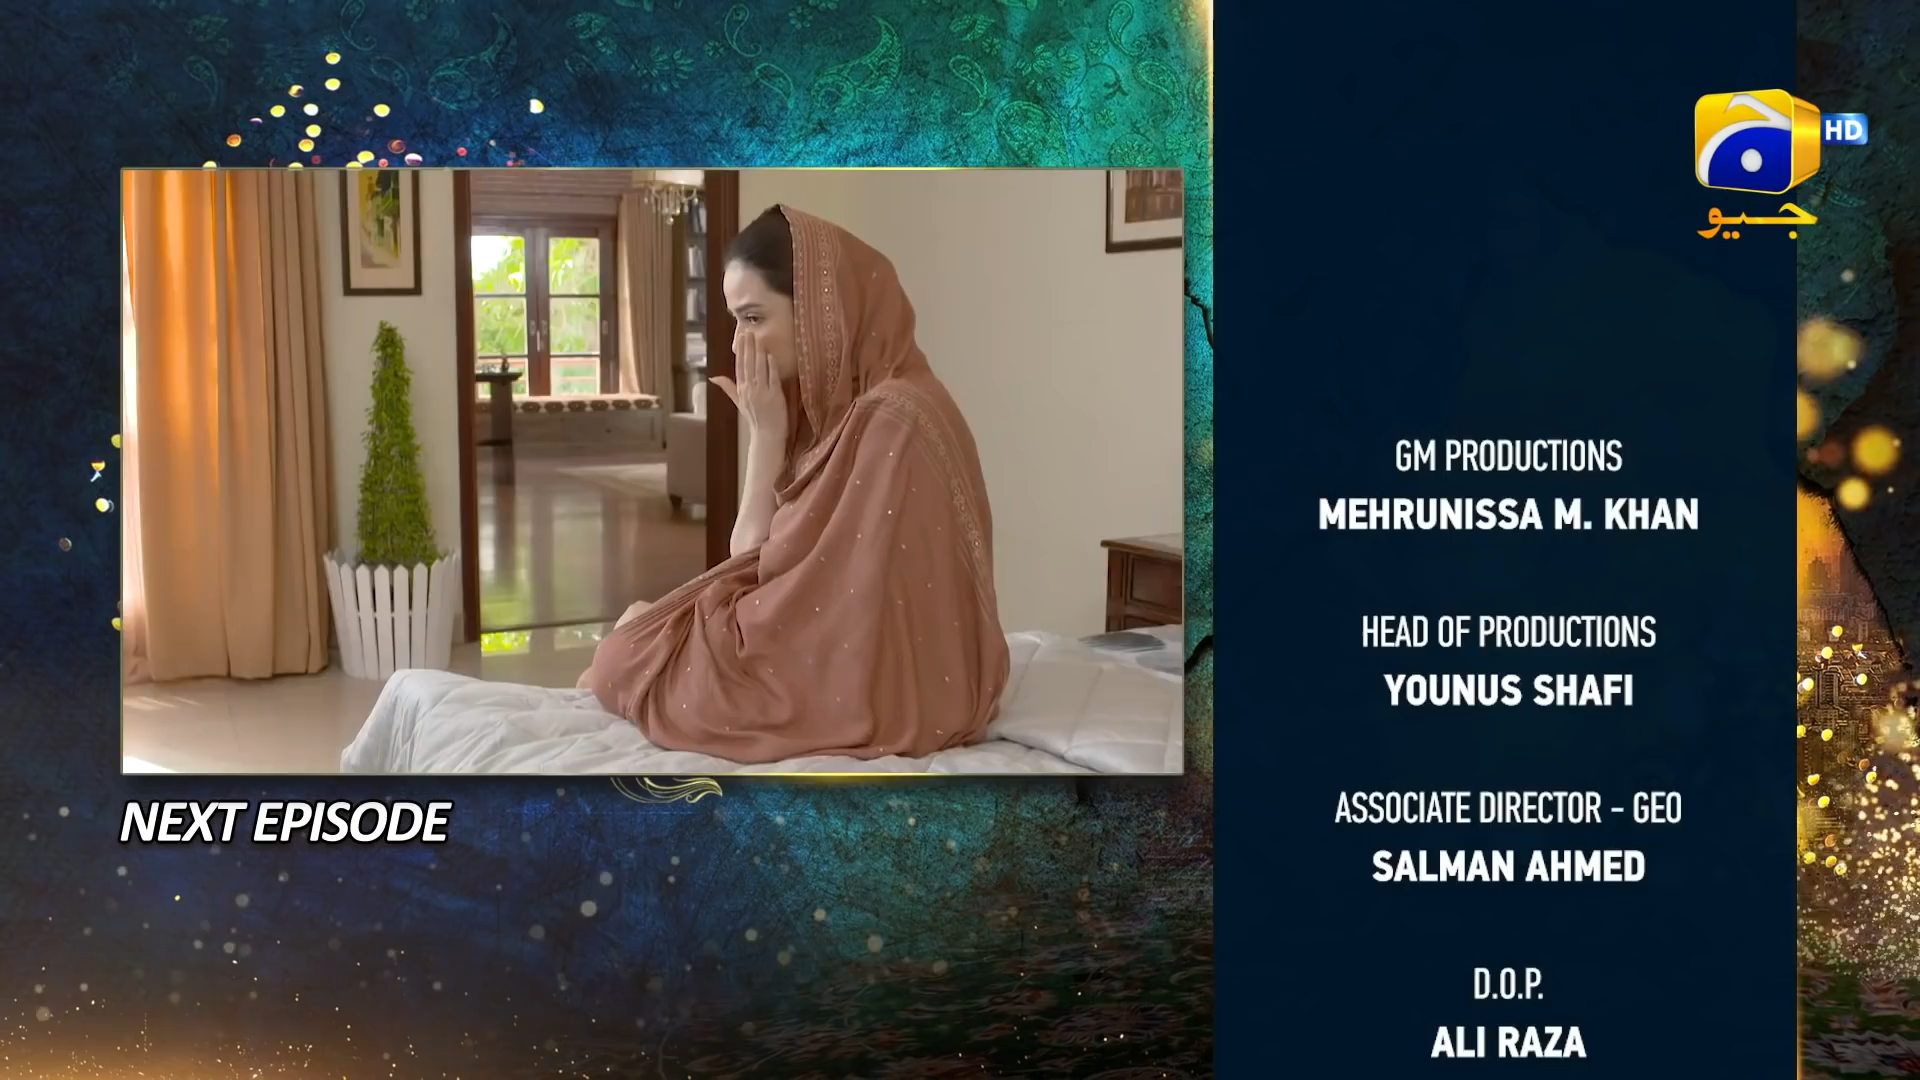 HD
جیو
GM PRODUCTIONS
MEHRUNISSA M. KHAN
HEAD OF PRODUCTIONS
YOUNUS SHAFI
ASSOCIATE DIRECTOR - GEO
SALMAN AHMED
D.O.P.
ALI RAZA
NEXT EPISODE